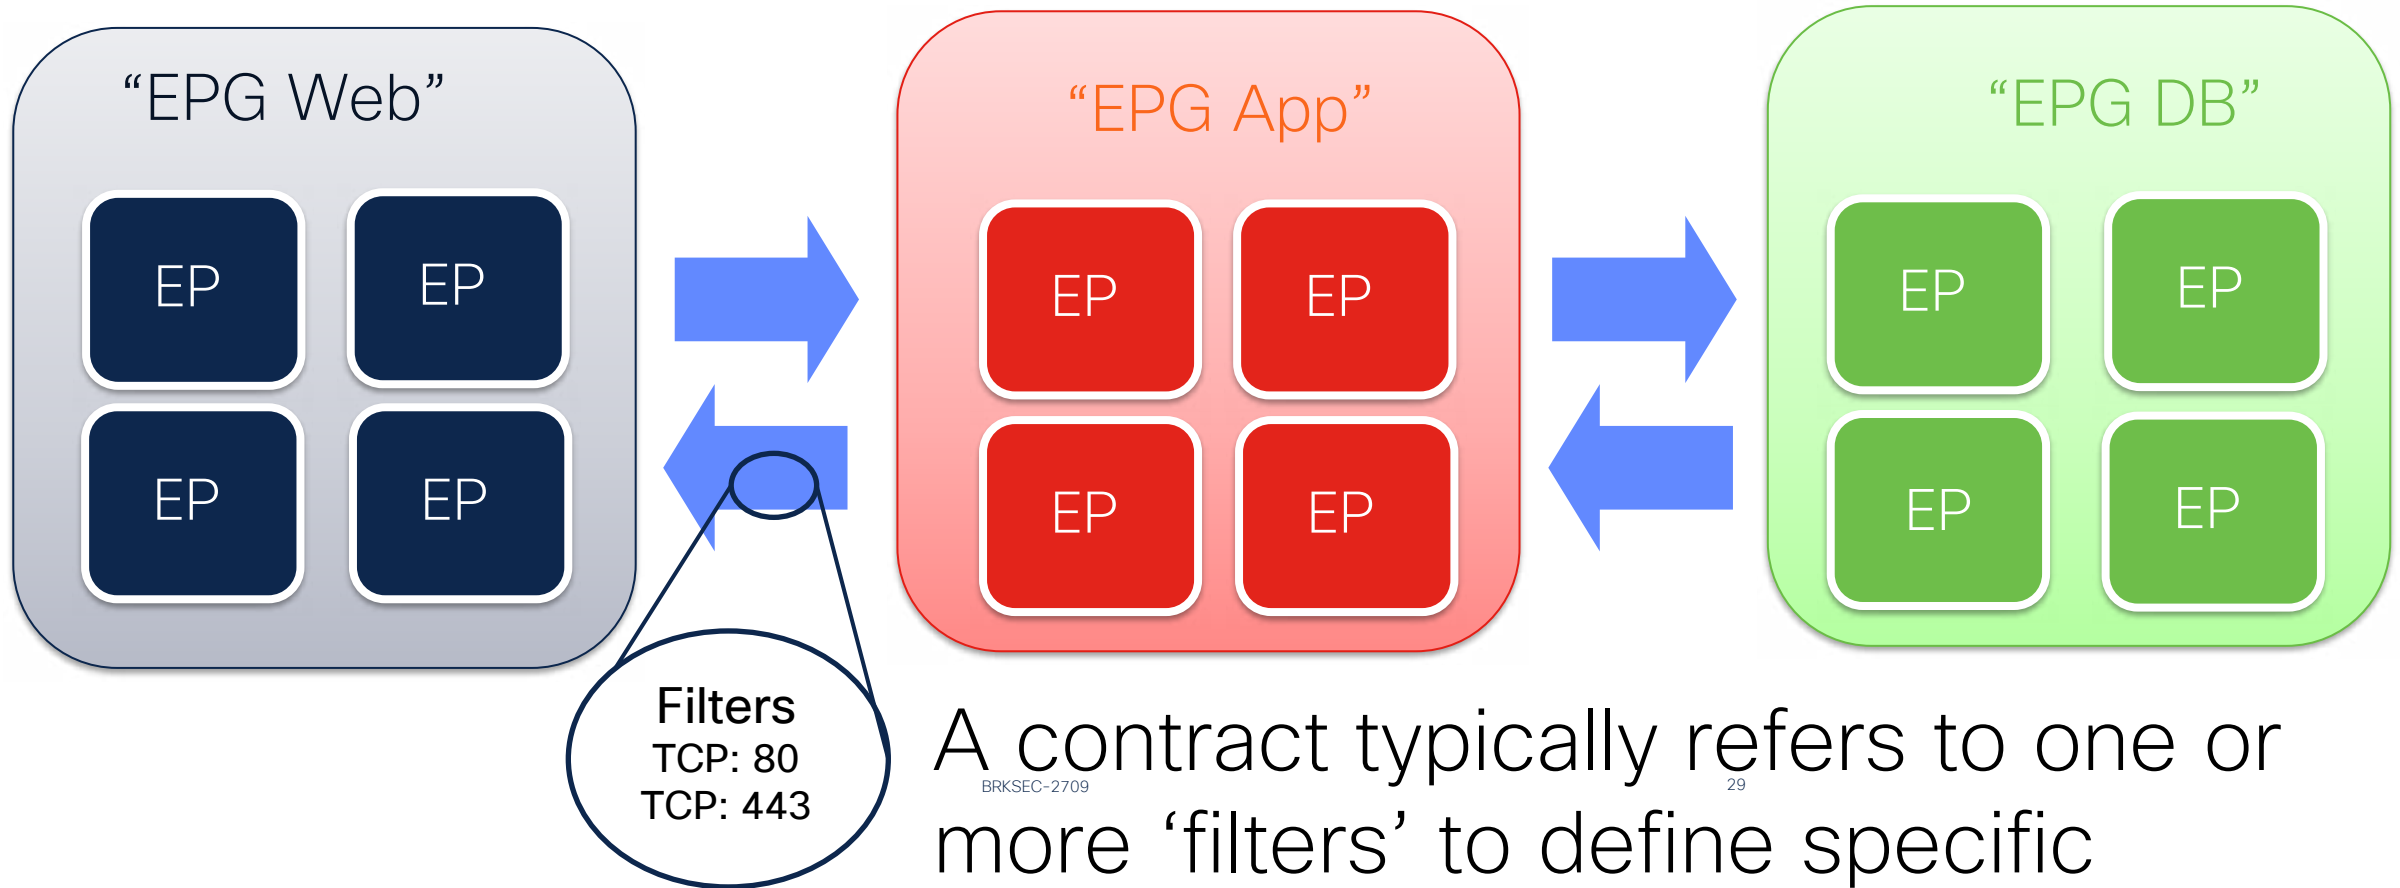 “EPG Web”
“EPG App”
“EPG DB”
EP
EP
EP
EP
EP
EP
EP
EP
EP
EP
EP
EP
Filters
TCP: 80
TCP: 443
A contract typically refers to one or
BRKSEC-2709
29
more ‘filters’ to define specific